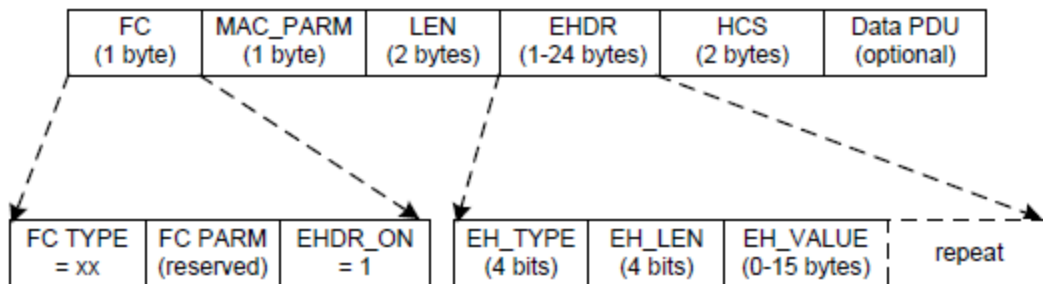 FC MAC_PARM LEN EHDR HCS Data PDU
(1 byte) (1 byte) (2 bytes) (1-24 bytes) (2 bytes) (optional)
FC TYPE FC PARM EHDR_ON EH_TYPE EH_LEN EH_VALUE repeat
= xx (reserved) = 1 (4 bits) (4 bits) (0-15 bytes)